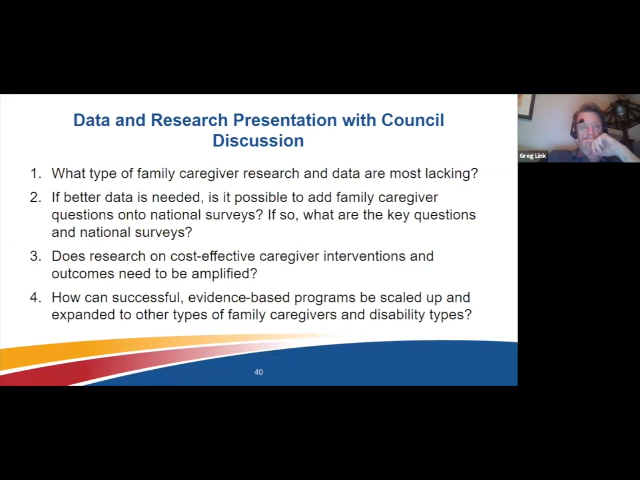 Data and Research Presentation with Council
Discussion
1. What type of family caregiver research and data are most lacking?
2. If better data is needed, is it possible to add family caregiver
questions onto national surveys? If so, what are the key questions
and national surveys?
3. Does research on cost-effective caregiver interventions and
outcomes need to be amplified?
4. How can successful, evidence-based programs be scaled up and
expanded to other types of family caregivers and disability types?
40
Greg Link